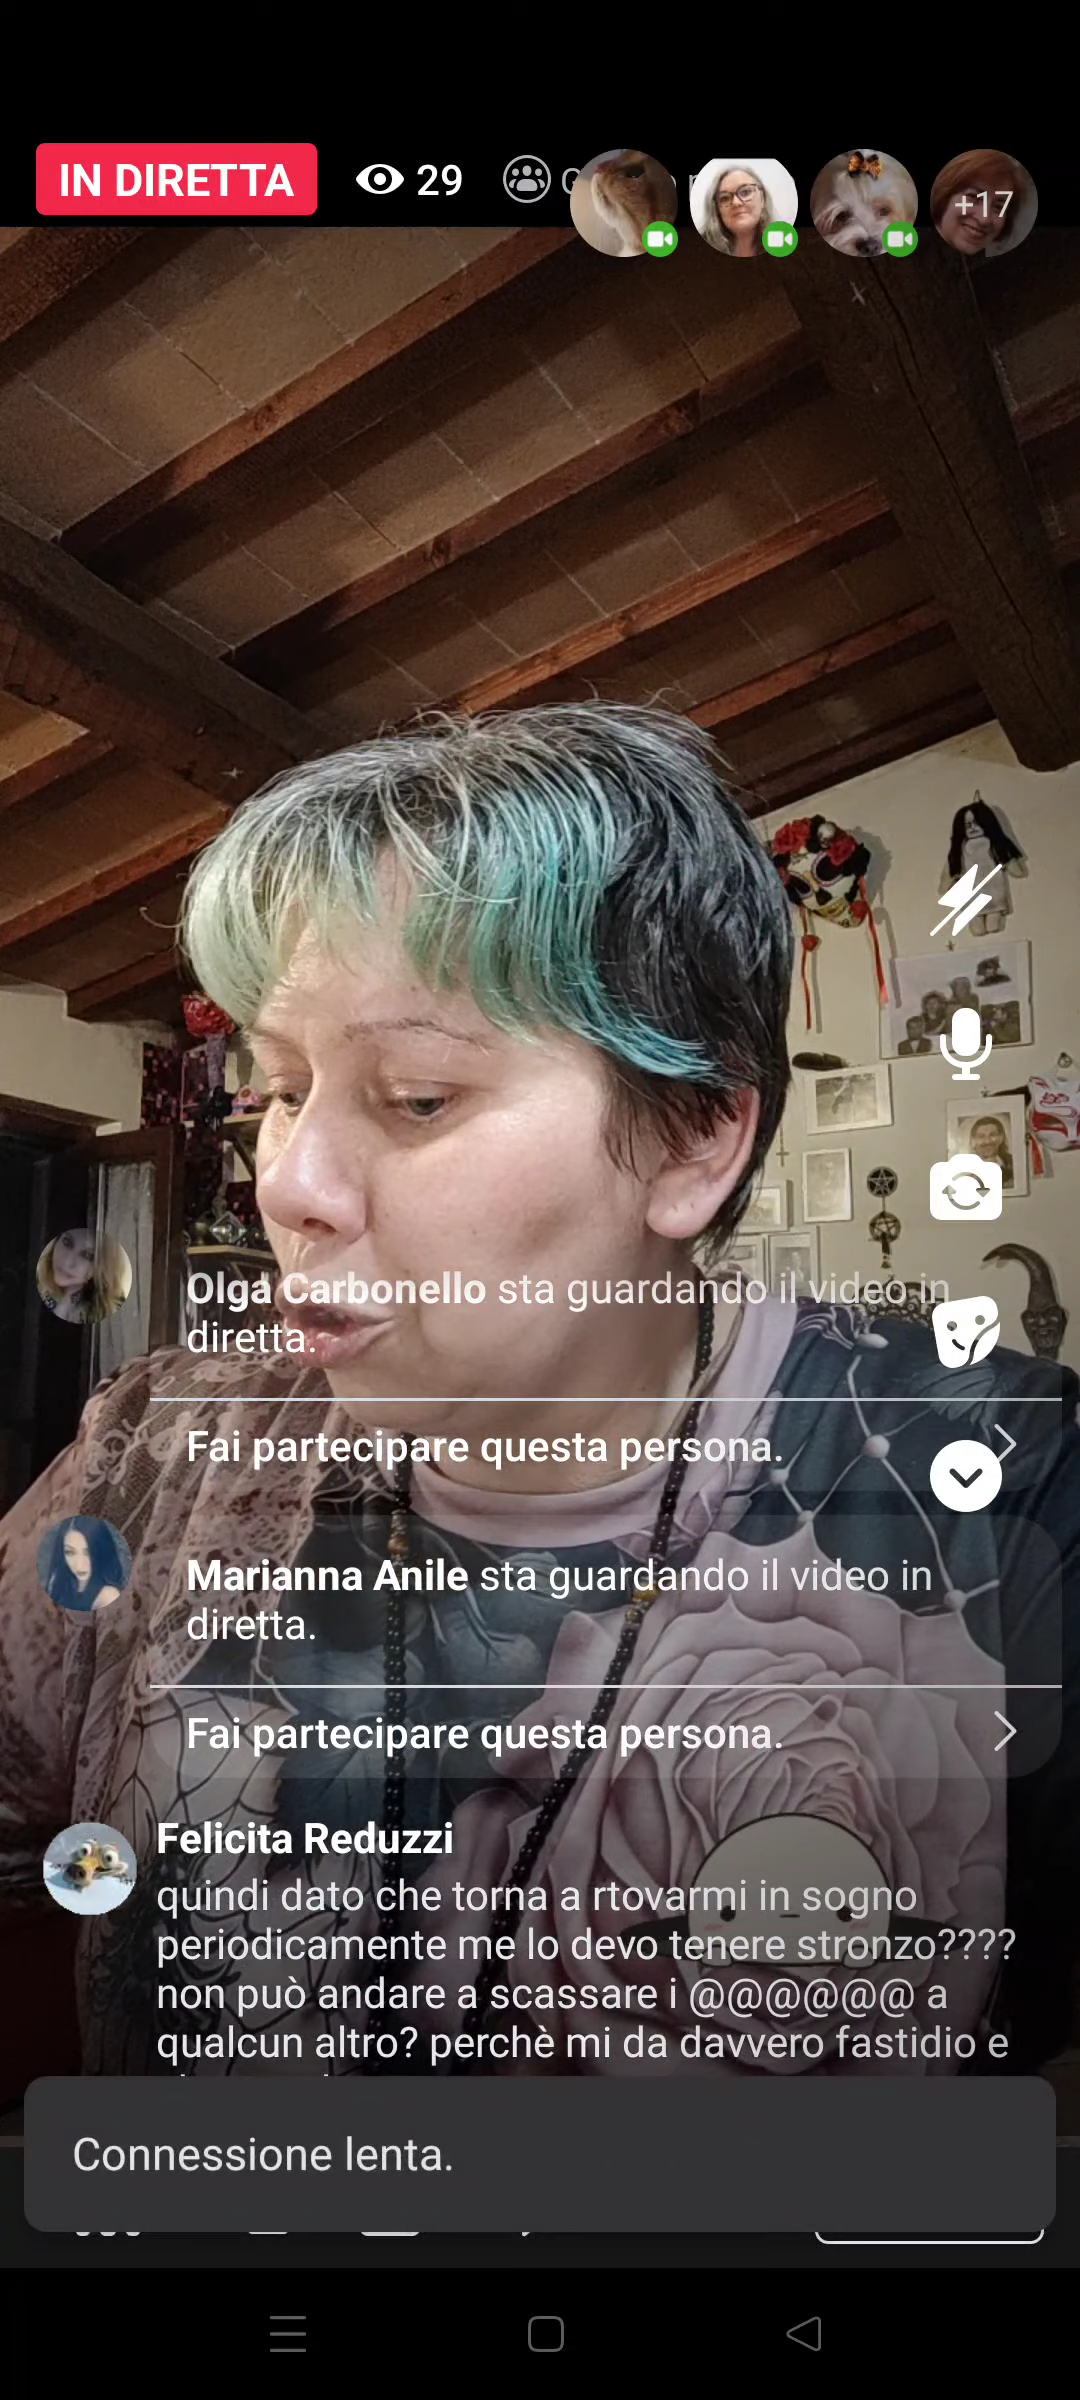 IN DIRETTA
29
+17
Olga Carbonello sta guardando il video in
diretta.
Fai partecipare questa persona.
Marianna Anile sta guardando il video in
diretta.
Fai partecipare questa persona.
Felicita Reduzzi
quindi dato che torna a rtovarmi in sogno
periodicamente me lo devo tenere stronzo????
non può andare a scassare i @@@@@@ a
qualcun altro? perchè mi da davvero fastidio e
Connessione lenta.